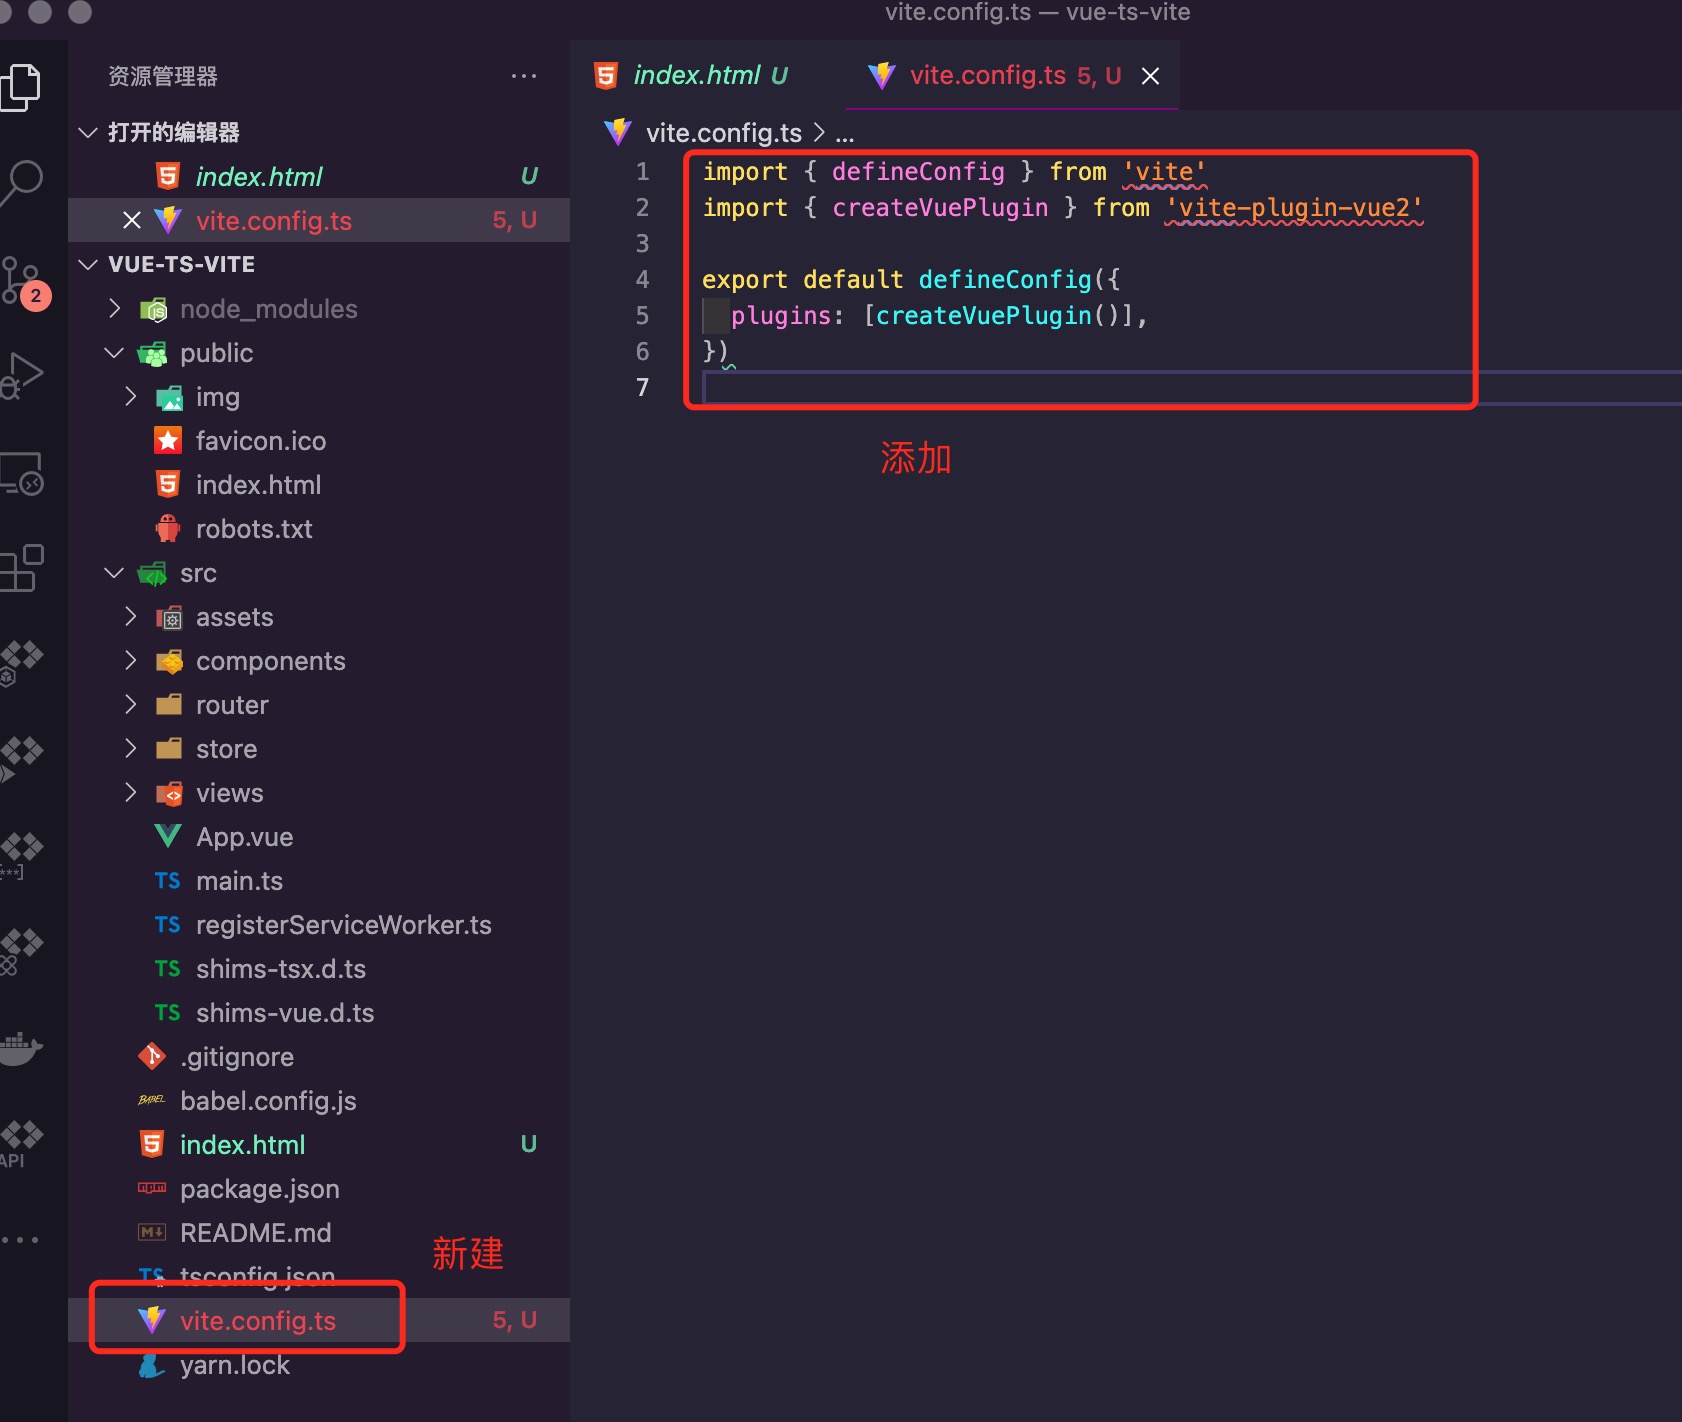 vite.config.ts — vue-ts-vite
资源管理器
打开的编辑器
index.html U
vite.config.ts 5, U
VUE-TS-VITE
node_modules
public
img
favicon.ico
index.html
robots.txt
src
assets
components
router
store
views
App.vue
TS main.ts
TS registerServiceWorker.ts
TS shims-tsx.d.ts
TS shims-vue.d.ts
.gitignore
BABEL babel.config.js
index.html U
package.json
README.md
新建
TS tsconfig.json
vite.config.ts 5, U
yarn.lock
2
API
index.html U
vite.config.ts 5, U
vite.config.ts > ...
1 import { defineConfig } from 'vite'
2 import { createVuePlugin } from 'vite-plugin-vue2'
3
4 export default defineConfig({
5 plugins: [createVuePlugin()],
6 })
7
添加